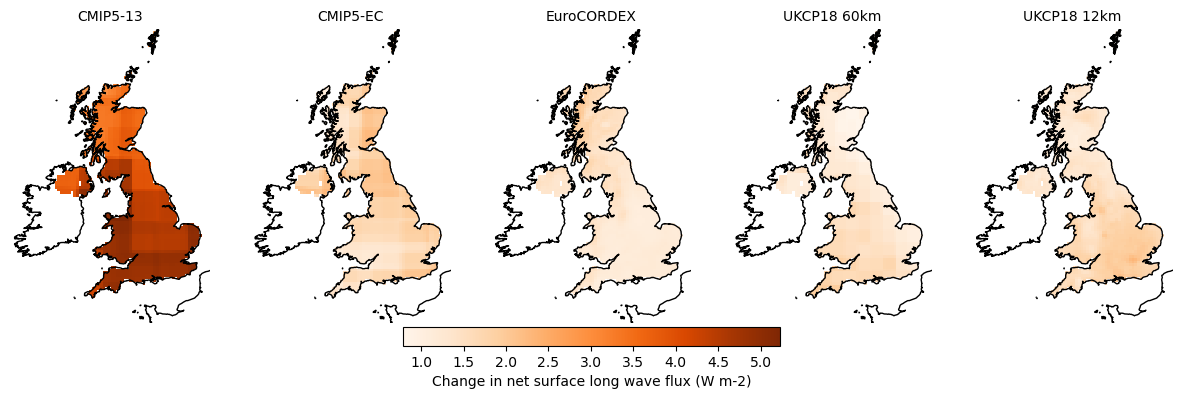 CMIP5-13 CMIP5-EC EuroCORDEX UKCP18 60km UKCP18 12km
1.0 1.5 2.0 2.5 3.0 3.5 4.0 4.5 5.0
Change in net surface long wave flux (W m-2)